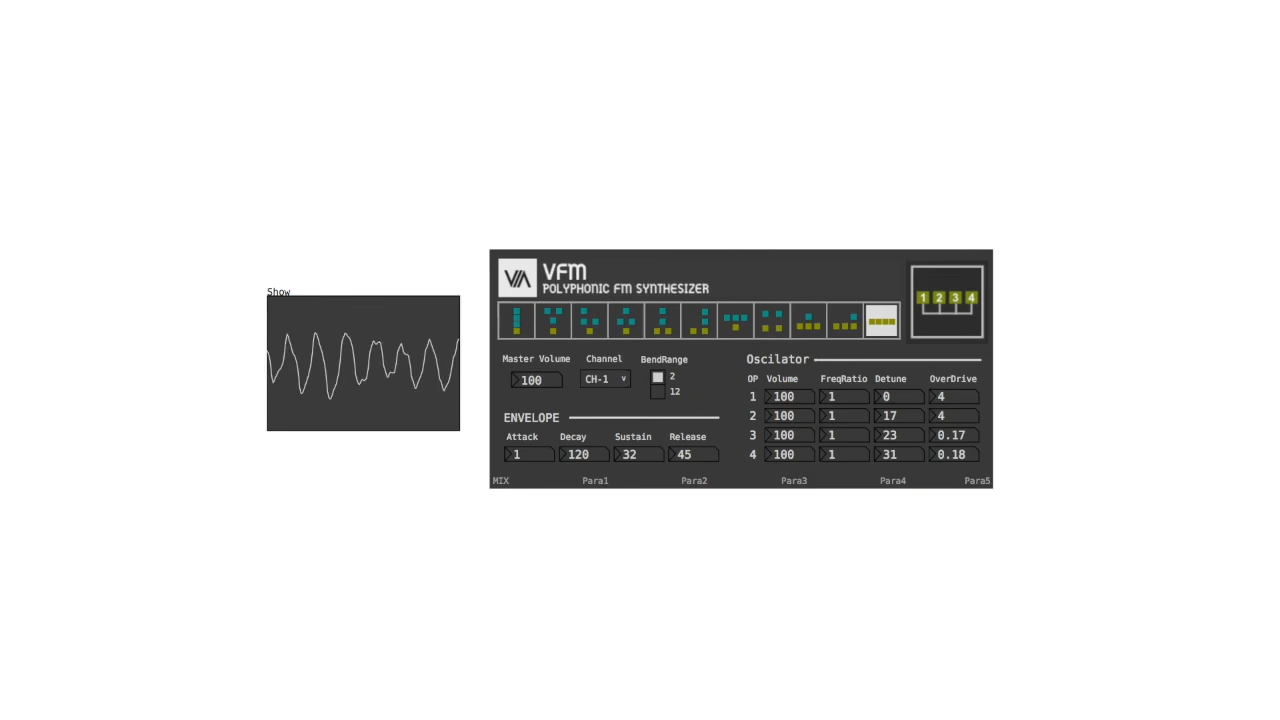 Show
VFM
POLYPHONIC FM SYNTHESIZER
1 2 3 4
Master Volume Channel BendRange
100 CH-1 v 2
12
ENVELOPE
Attack Decay Sustain Release
1 120 32 45
Oscilator
OP Volume FreqRatio Detune OverDrive
1 100 1 0 4
2 100 1 17 4
3 100 1 23 0.17
4 100 1 31 0.18
MIX Para1 Para2 Para3 Para4 Para5